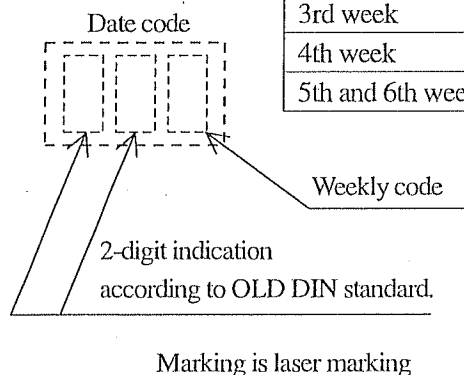 3rd week
Date code
4th week
5th and 6th wee
Weekly code
2-digit indication
according to OLD DIN standard.
Marking is laser marking